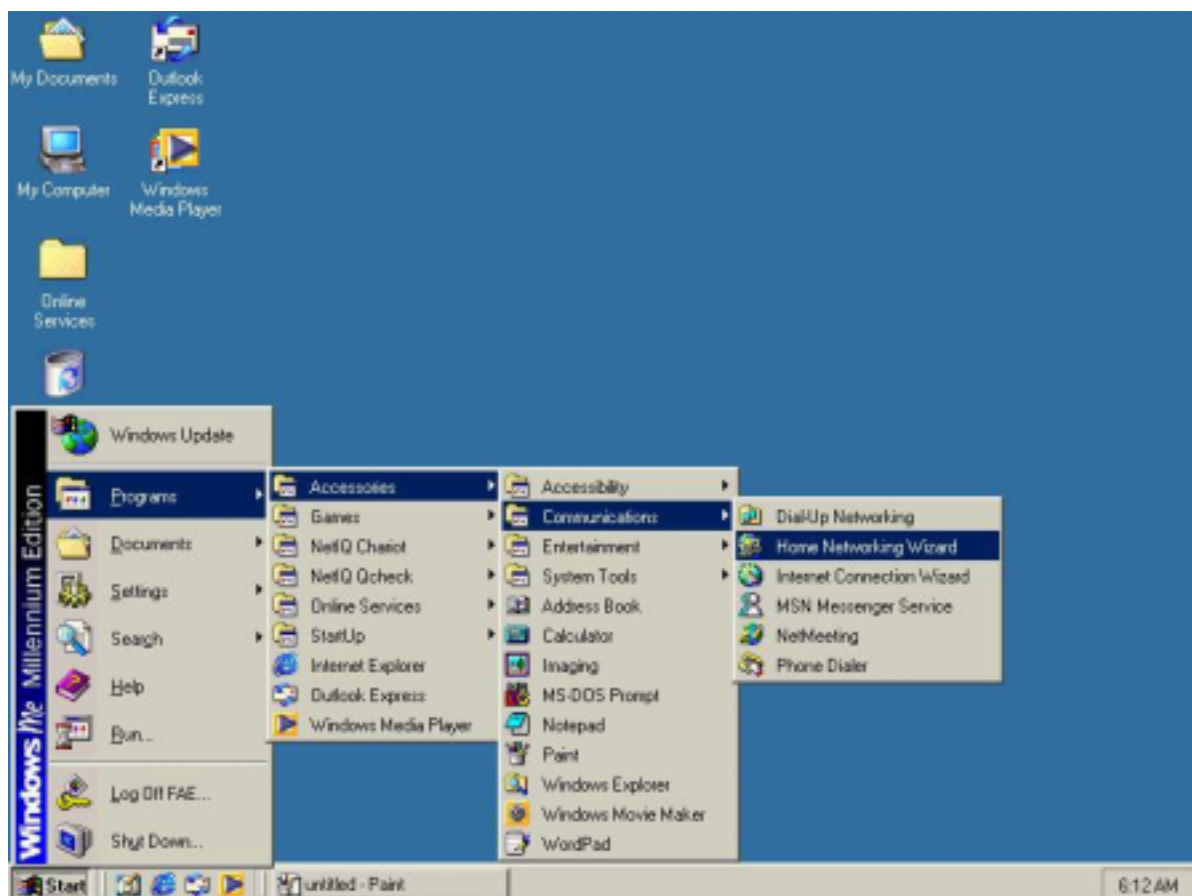 My Documents
Outlook
Express
My Computer
Windows
Media Player
Online
Services
Windows Me Millennium Edition
Windows Update
Programs
Documents
Settings
Search
Help
Run...
Log Off FAE...
Shut Down...
Accessories
Games
NetIQ Chariot
NetIQ Qcheck
Online Services
StartUp
Internet Explorer
Outlook Express
Windows Media Player
Accessibility
Communications
Entertainment
System Tools
Address Book
Calculator
Imaging
MS-DOS Prompt
Notepad
Paint
Windows Explorer
Windows Movie Maker
WordPad
Dial-Up Networking
Home Networking Wizard
Internet Connection Wizard
MSN Messenger Service
NetMeeting
Phone Dialer
Start
untitled - Paint
6:12 AM